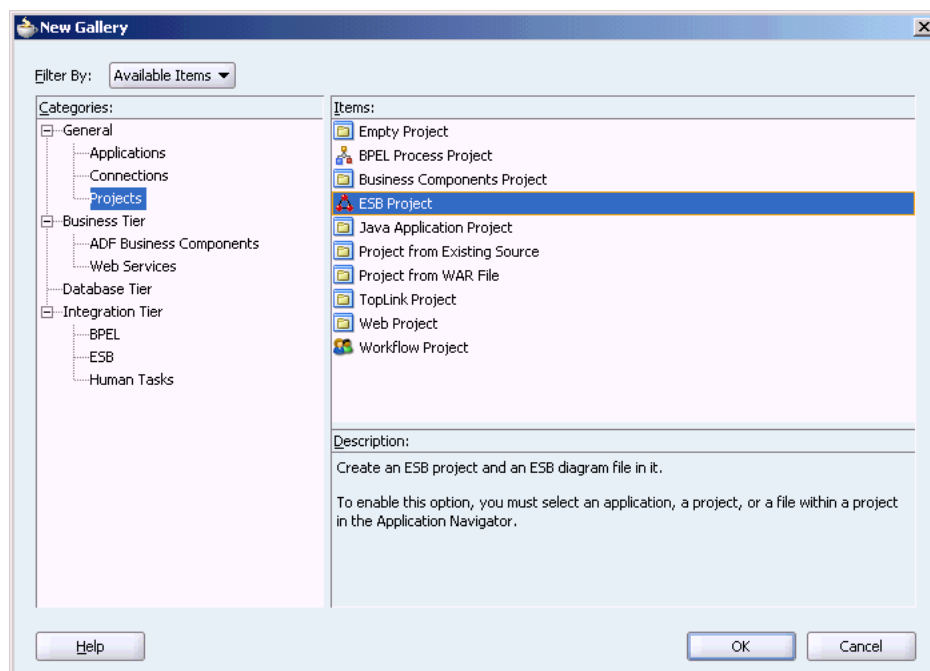 New Gallery
Filter By: Available Items
Categories:
General
Applications
Connections
Projects
Business Tier
ADF Business Components
Web Services
Database Tier
Integration Tier
BPEL
ESB
Human Tasks
Items:
Empty Project
BPEL Process Project
Business Components Project
ESB Project
Java Application Project
Project from Existing Source
Project from WAR File
TopLink Project
Web Project
Workflow Project
Description:
Create an ESB project and an ESB diagram file in it.
To enable this option, you must select an application, a project, or a file within a project
in the Application Navigator.
Help
OK
Cancel